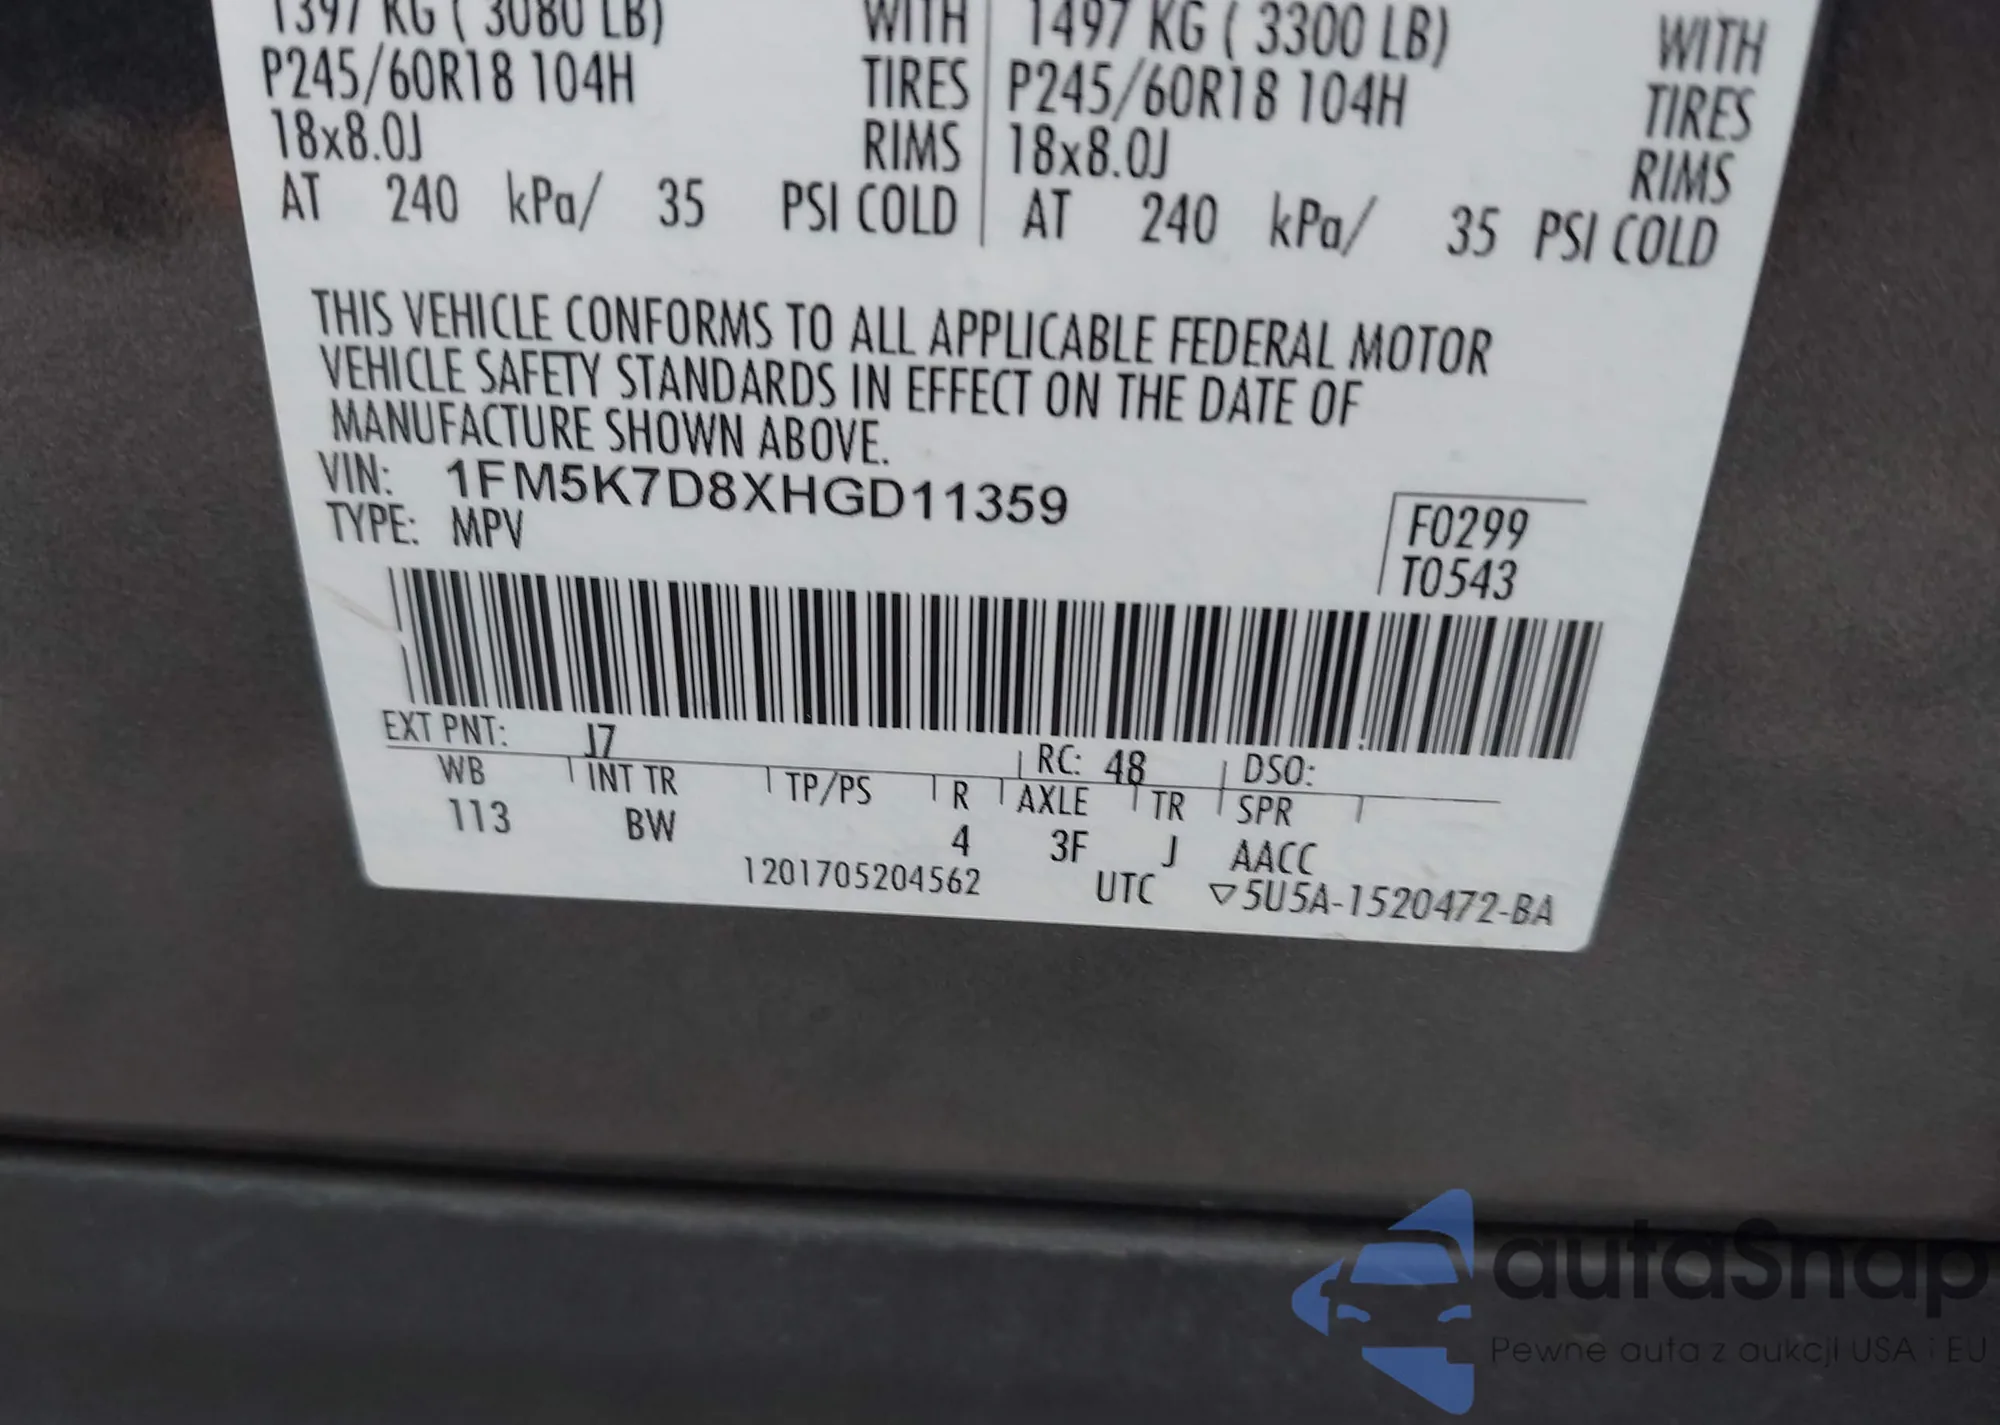 1397 KG ( 3080 LB) WITH 1497 KG ( 3300 LB) WITH
P245/60R18 104H TIRES P245/60R18 104H TIRES
18x8.0J RIMS 18x8.0J RIMS
AT 240 kPa/ 35 PSI COLD AT 240 kPa/ 35 PSI COLD
THIS VEHICLE CONFORMS TO ALL APPLICABLE FEDERAL MOTOR
VEHICLE SAFETY STANDARDS IN EFFECT ON THE DATE OF
MANUFACTURE SHOWN ABOVE.
VIN: 1FM5K7D8XHGD11359
TYPE: MPV
F0299
T0543
EXT PNT: J7 RC: 48 DSO:
WB INT TR TP/PS R AXLE TR SPR
113 BW 4 3F J AACC
1201705204562 UTC ▽5U5A-1520472-BA
autaSnap
Pewne auta z aukcji USA i EU